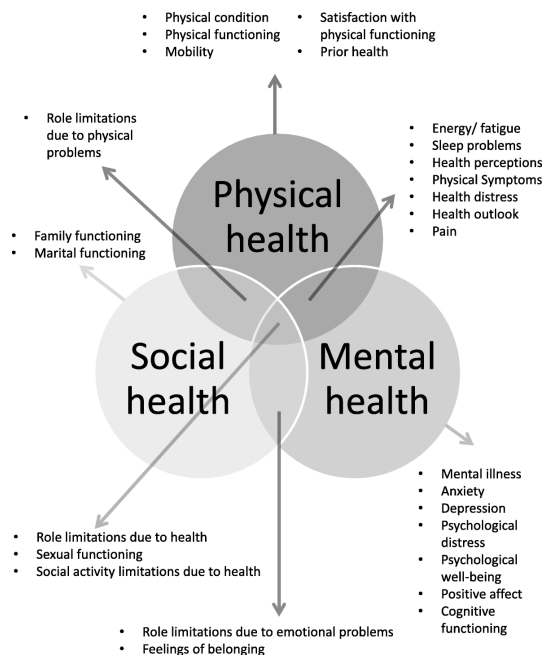 • Physical condition
• Physical functioning
• Mobility
• Satisfaction with
physical functioning
• Prior health
• Role limitations
due to physical
problems
• Energy/ fatigue
• Sleep problems
• Health perceptions
• Physical Symptoms
• Health distress
• Health outlook
• Pain
Physical
health
• Family functioning
• Marital functioning
Social
health
Mental
health
• Mental illness
• Anxiety
• Depression
• Psychological
distress
• Psychological
well-being
• Positive affect
• Cognitive
functioning
• Role limitations due to health
• Sexual functioning
• Social activity limitations due to health
• Role limitations due to emotional problems
• Feelings of belonging